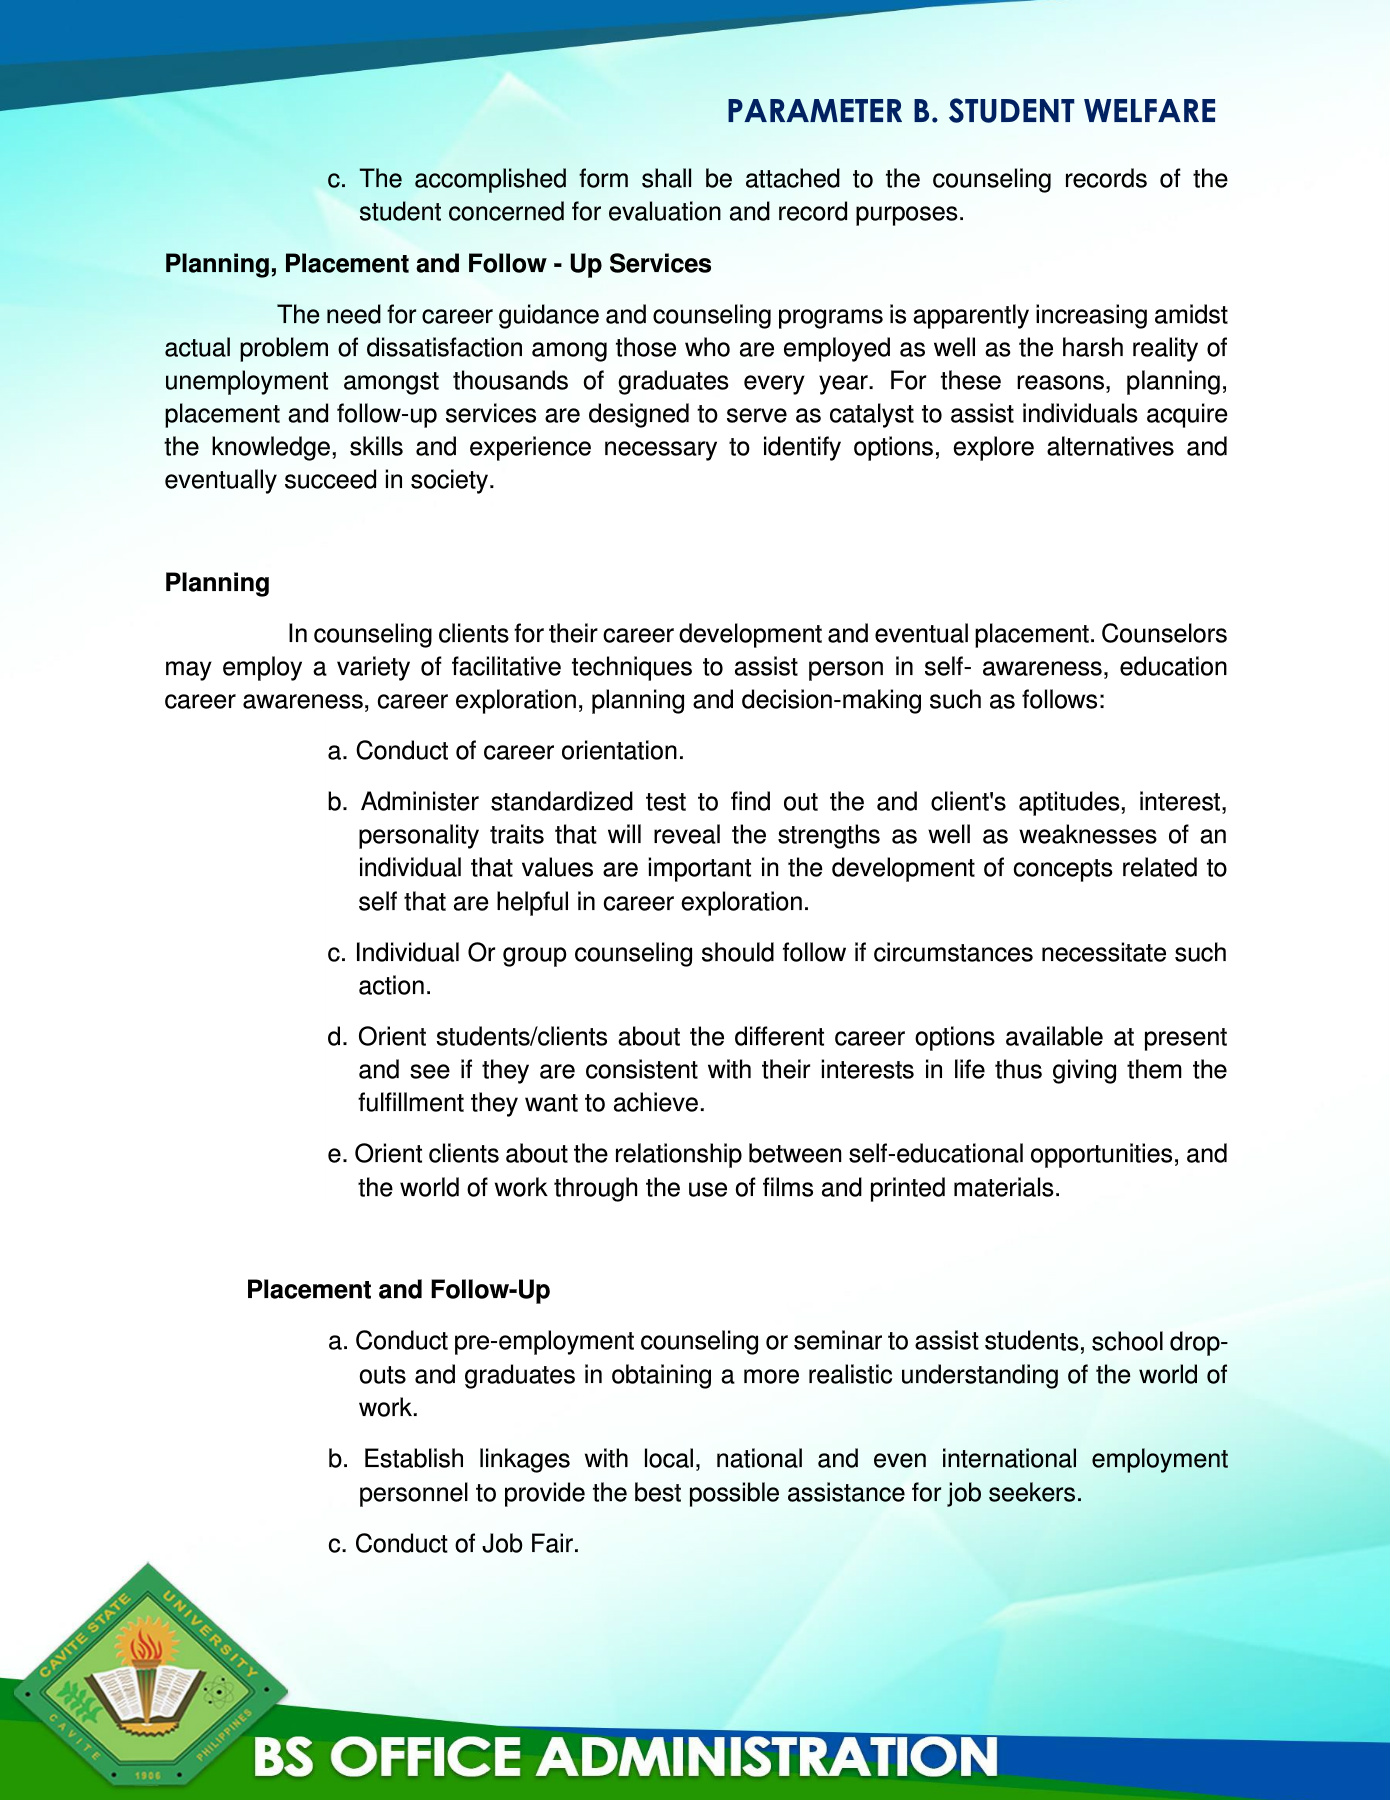 PARAMETER B. STUDENT WELFARE
c. The accomplished form shall be attached to the counseling records of the
student concerned for evaluation and record purposes.
Planning, Placement and Follow - Up Services
The need for career guidance and counseling programs is apparently increasing amidst
actual problem of dissatisfaction among those who are employed as well as the harsh reality of
unemployment amongst thousands of graduates every year. For these reasons, planning,
placement and follow-up services are designed to serve as catalyst to assist individuals acquire
the knowledge, skills and experience necessary to identify options, explore alternatives and
eventually succeed in society.
Planning
In counseling clients for their career development and eventual placement. Counselors
may employ a variety of facilitative techniques to assist person in self- awareness, education
career awareness, career exploration, planning and decision-making such as follows:
a. Conduct of career orientation.
b. Administer standardized test to find out the and client's aptitudes, interest,
personality traits that will reveal the strengths as well as weaknesses of an
individual that values are important in the development of concepts related to
self that are helpful in career exploration.
c. Individual Or group counseling should follow if circumstances necessitate such
action.
d. Orient students/clients about the different career options available at present
and see if they are consistent with their interests in life thus giving them the
fulfillment they want to achieve.
e. Orient clients about the relationship between self-educational opportunities, and
the world of work through the use of films and printed materials.
Placement and Follow-Up
a. Conduct pre-employment counseling or seminar to assist students, school drop-
outs and graduates in obtaining a more realistic understanding of the world of
work.
b. Establish linkages with local, national and even international employment
personnel to provide the best possible assistance for job seekers.
c. Conduct of Job Fair.
CAVITE STATE UNIVERSITY
CAVITE
1906
PHILIPPINES
BS OFFICE ADMINISTRATION